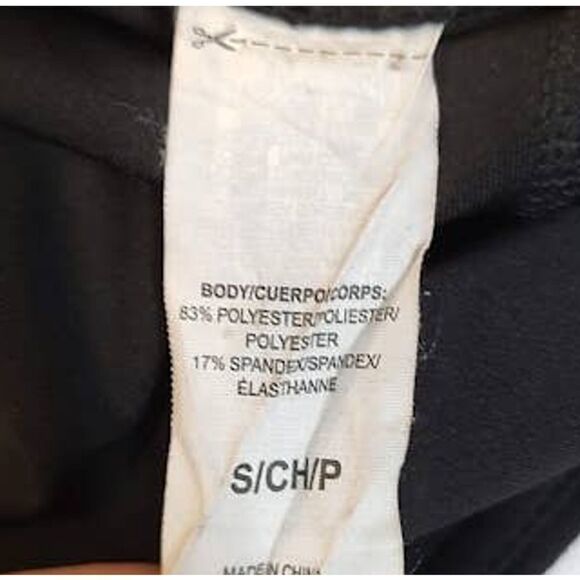 BODY/CUERPO/CORPS:
83% POLYESTER/POLIESTER/
POLYESTER
17% SPANDEX/SPANDEX/
ÉLASTHANNE
S/CH/P
MADE IN CHINA